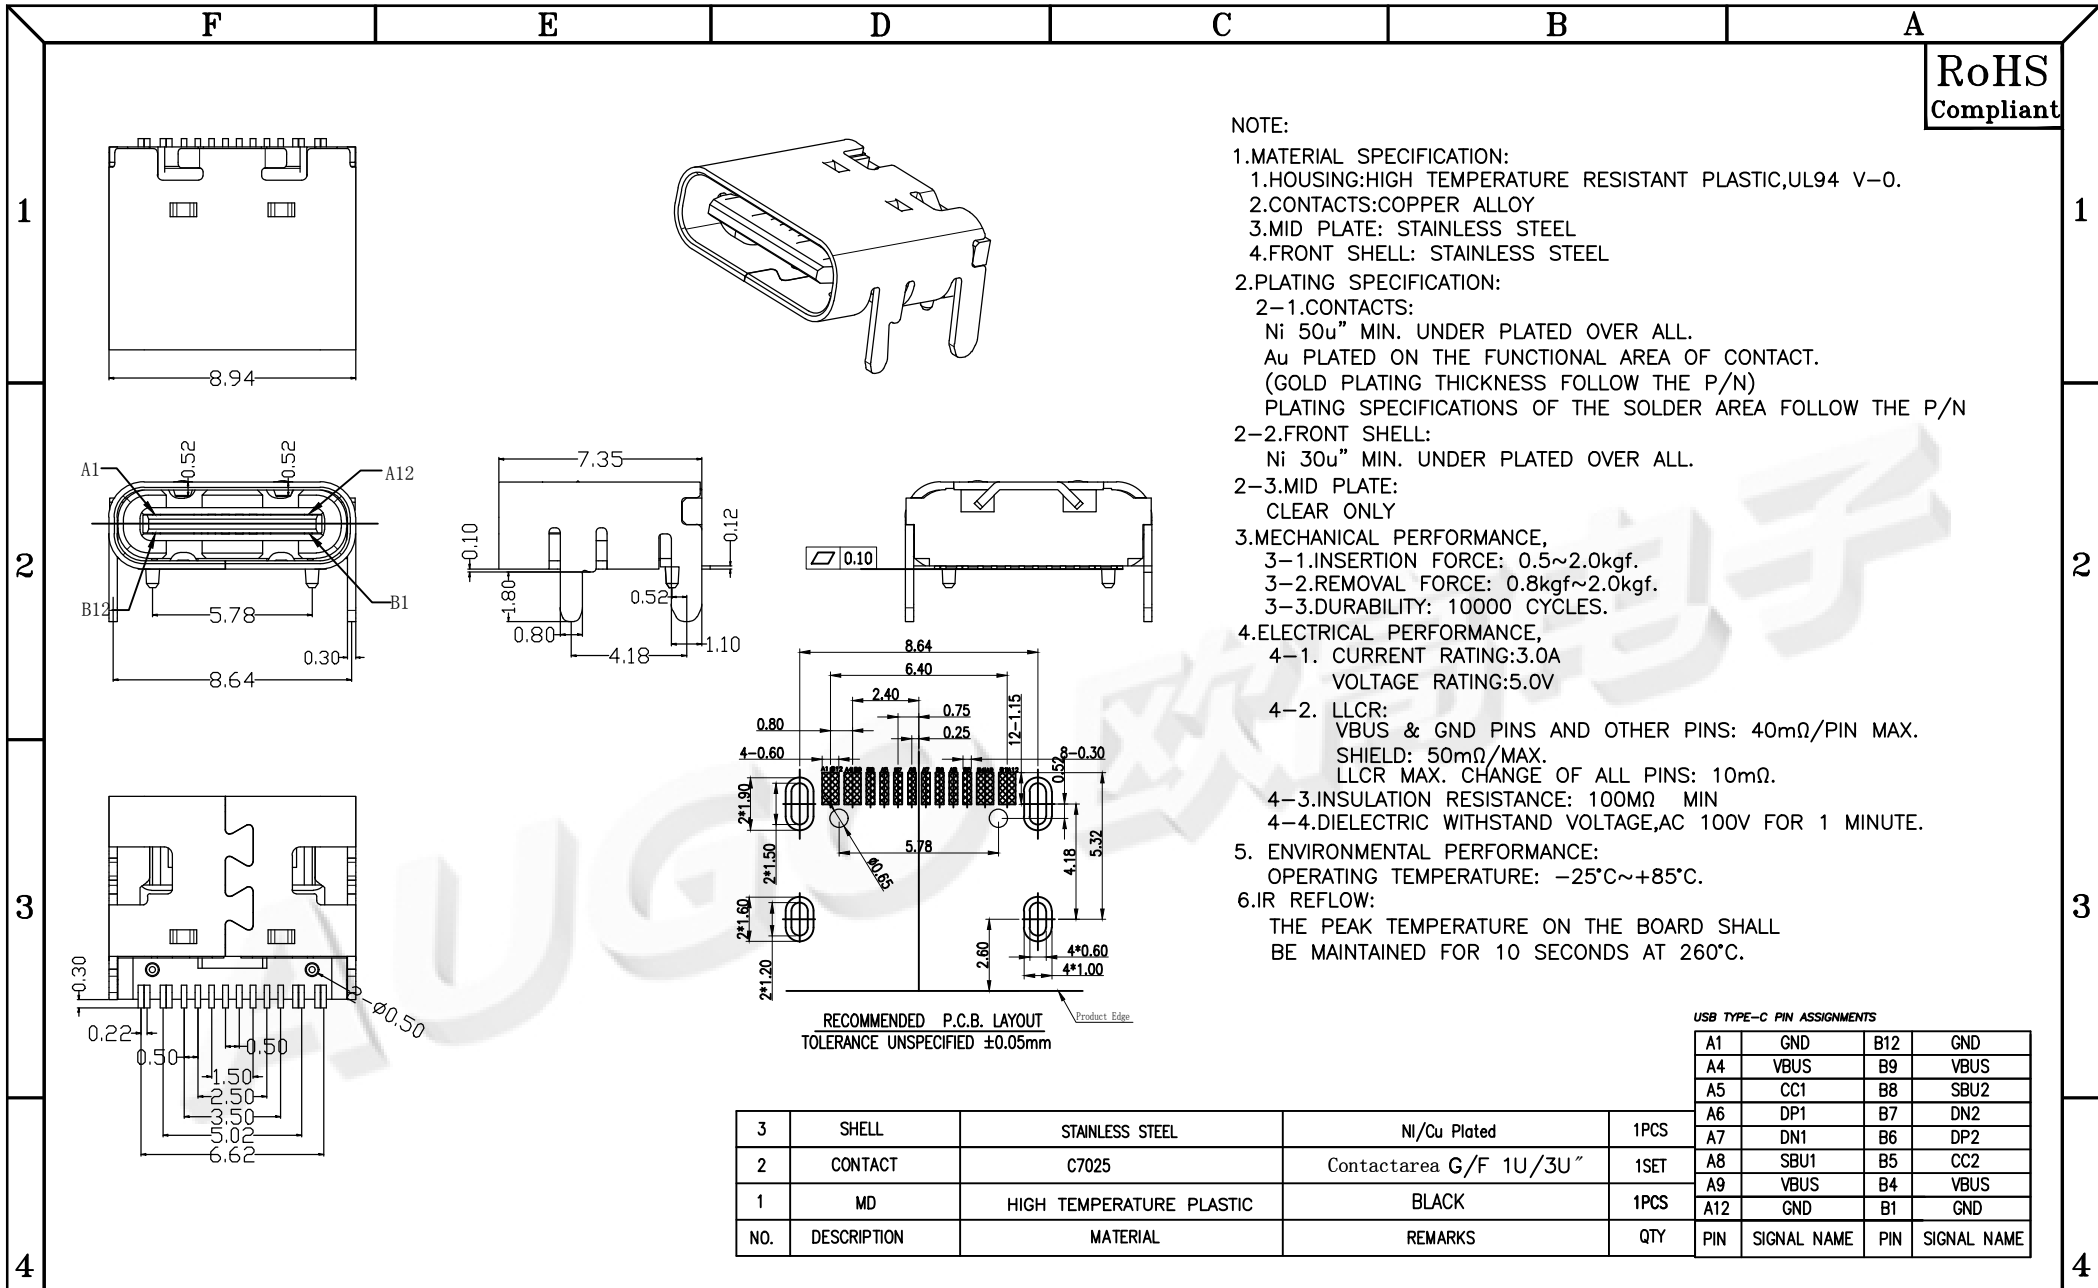 F E D C B A
RoHS
Compliant
1
1
2
2
3
3
4
4
NOTE:
1.MATERIAL SPECIFICATION:
1.HOUSING:HIGH TEMPERATURE RESISTANT PLASTIC,UL94 V-0.
2.CONTACTS:COPPER ALLOY
3.MID PLATE: STAINLESS STEEL
4.FRONT SHELL: STAINLESS STEEL
2.PLATING SPECIFICATION:
2-1.CONTACTS:
Ni 50u" MIN. UNDER PLATED OVER ALL.
Au PLATED ON THE FUNCTIONAL AREA OF CONTACT.
(GOLD PLATING THICKNESS FOLLOW THE P/N)
PLATING SPECIFICATIONS OF THE SOLDER AREA FOLLOW THE P/N
2-2.FRONT SHELL:
Ni 30u" MIN. UNDER PLATED OVER ALL.
2-3.MID PLATE:
CLEAR ONLY
3.MECHANICAL PERFORMANCE,
3-1.INSERTION FORCE: 0.5~2.0kgf.
3-2.REMOVAL FORCE: 0.8kgf~2.0kgf.
3-3.DURABILITY: 10000 CYCLES.
4.ELECTRICAL PERFORMANCE,
4-1. CURRENT RATING:3.0A
VOLTAGE RATING:5.0V
4-2. LLCR:
VBUS & GND PINS AND OTHER PINS: 40mΩ/PIN MAX.
SHIELD: 50mΩ/MAX.
LLCR MAX. CHANGE OF ALL PINS: 10mΩ.
4-3.INSULATION RESISTANCE: 100MΩ MIN
4-4.DIELECTRIC WITHSTAND VOLTAGE,AC 100V FOR 1 MINUTE.
5. ENVIRONMENTAL PERFORMANCE:
OPERATING TEMPERATURE: -25°C~+85°C.
6.IR REFLOW:
THE PEAK TEMPERATURE ON THE BOARD SHALL
BE MAINTAINED FOR 10 SECONDS AT 260°C.
8.94
A1
0.52
0.52
A12
B12
5.78
B1
0.30
8.64
7.35
0.10
0.12
1.80
0.52
0.80
4.18
1.10
0.10
8.64
6.40
2.40
0.75
0.80
0.25
12-1.15
4-0.60
8-0.30
0.52
2*1.90
2*1.50
5.78
Ø0.65
4.18
5.32
2*1.60
2*1.20
2.60
4*0.60
4*1.00
Product Edge
RECOMMENDED P.C.B. LAYOUT
TOLERANCE UNSPECIFIED ±0.05mm
0.30
2-Ø0.50
0.22
0.50
0.50
1.50
2.50
3.50
5.02
6.62
AUGO 欧高电子
USB TYPE-C PIN ASSIGNMENTS
A1 GND B12 GND
A4 VBUS B9 VBUS
A5 CC1 B8 SBU2
A6 DP1 B7 DN2
A7 DN1 B6 DP2
A8 SBU1 B5 CC2
A9 VBUS B4 VBUS
A12 GND B1 GND
PIN SIGNAL NAME PIN SIGNAL NAME
3 SHELL STAINLESS STEEL NI/Cu Plated 1PCS
2 CONTACT C7025 Contactarea G/F 1U/3U" 1SET
1 MD HIGH TEMPERATURE PLASTIC BLACK 1PCS
NO. DESCRIPTION MATERIAL REMARKS QTY